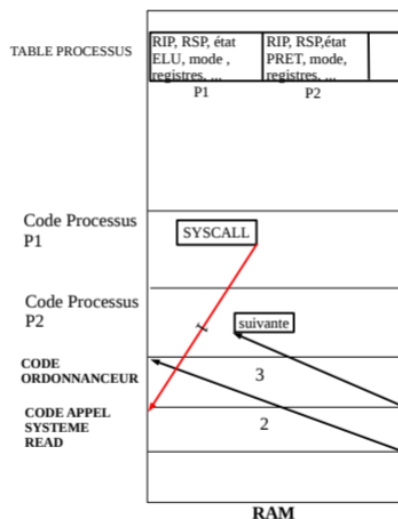 TABLE PROCESSUS
RIP, RSP, état
ELU, mode ,
registres, ...
RIP, RSP,état
PRET, mode,
registres, ...
P1
P2
Code Processus
P1
SYSCALL
Code Processus
P2
suivante
CODE
ORDONNANCEUR
3
CODE APPEL
SYSTEME
READ
2
RAM